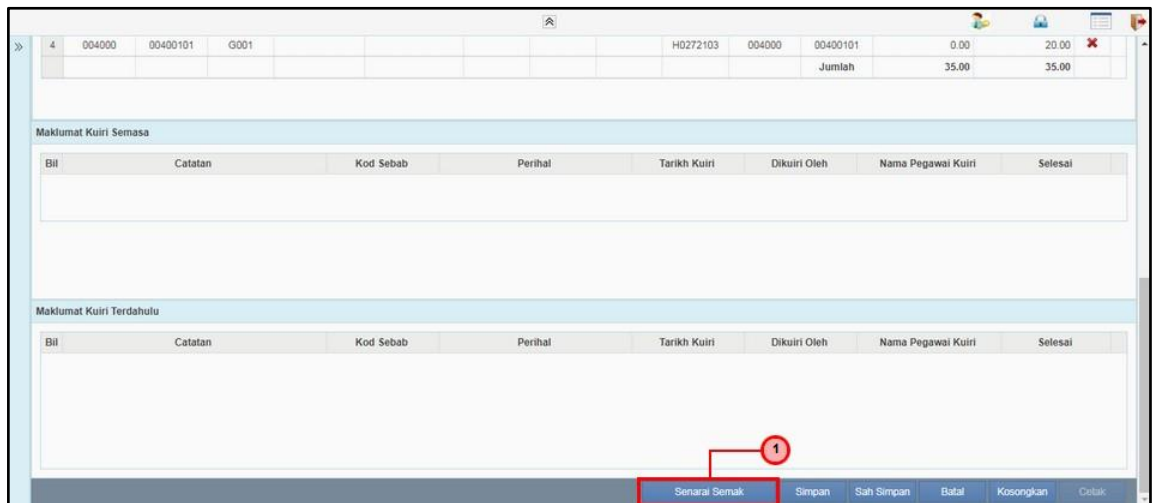 4 004000 00400101 G001 H0272103 004000 00400101 0.00 20.00
Jumlah 35.00 35.00
Maklumat Kuiri Semasa
Bil Catatan Kod Sebab Perihal Tarikh Kuiri Dikuiri Oleh Nama Pegawai Kuiri Selesai
Maklumat Kuiri Terdahulu
Bil Catatan Kod Sebab Perihal Tarikh Kuiri Dikuiri Oleh Nama Pegawai Kuiri Selesai
1
Senarai Semak Simpan Sah Simpan Batal Kosongkan Cetak